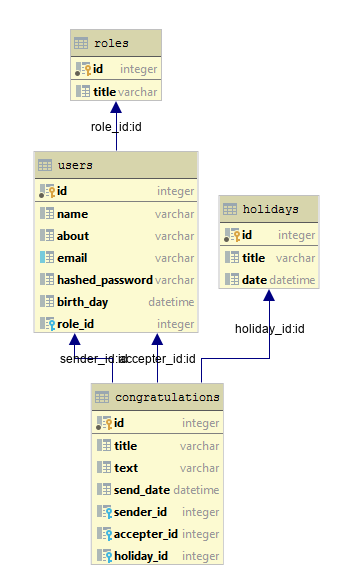 roles
id integer
title varchar
role_id:id
users
id integer
name varchar
about varchar
email varchar
hashed_password varchar
birth_day datetime
role_id integer
holidays
id integer
title varchar
date datetime
sender_id:id
accepter_id:id
holiday_id:id
congratulations
id integer
title varchar
text varchar
send_date datetime
sender_id integer
accepter_id integer
holiday_id integer